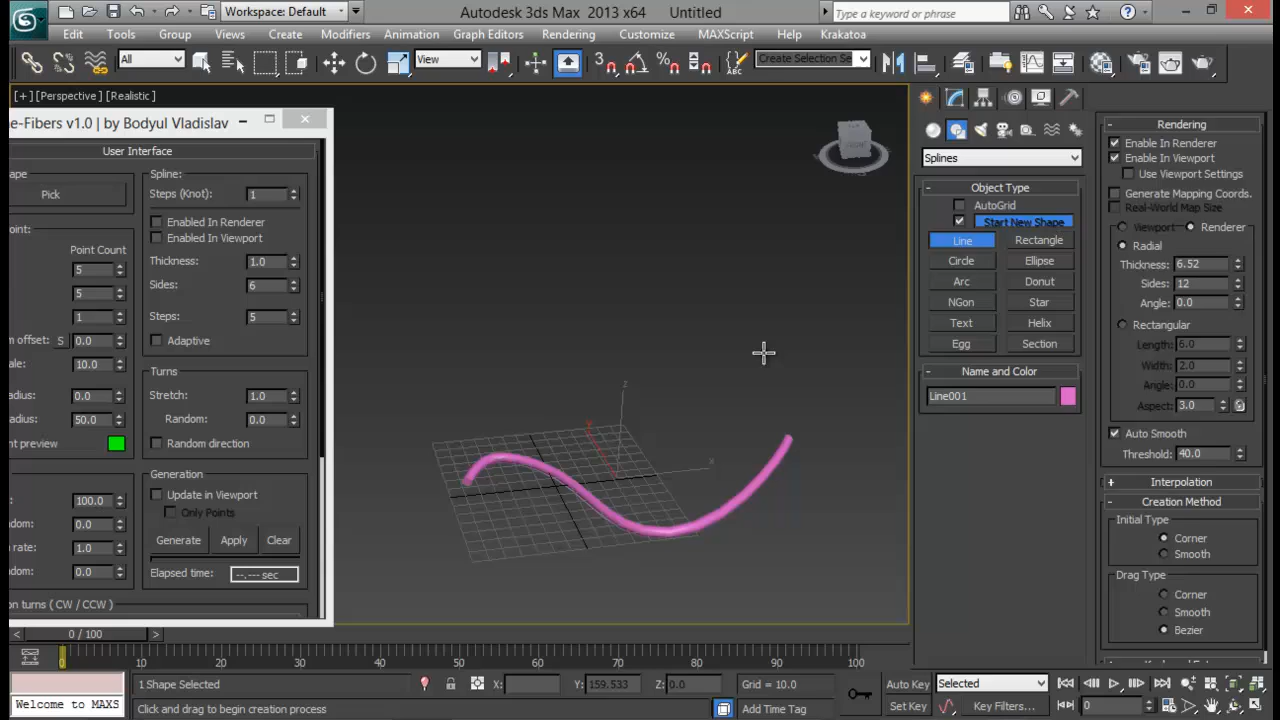 Workspace: Default
Autodesk 3ds Max 2013 x64 Untitled
Type a keyword or phrase
Edit Tools Group Views Create Modifiers Animation Graph Editors Rendering Customize MAXScript Help Krakatoa
All
View
Create Selection Se
[+] [Perspective ] [Realistic ]
e-Fibers v1.0 | by Bodyul Vladislav
User Interface
ape
Pick
oint:
Point Count
5
5
1
m offset: S 0.0
ale: 10.0
adius: 0.0
radius: 50.0
nt preview
100.0
ndom: 0.0
n rate: 1.0
dom: 0.0
on turns ( CW / CCW )
Spline:
Steps (Knot): 1
Enabled In Renderer
Enabled In Viewport
Thickness: 1.0
Sides: 6
Steps: 5
Adaptive
Turns
Stretch: 1.0
Random: 0.0
Random direction
Generation
Update in Viewport
Only Points
Generate Apply Clear
Elapsed time: --.--- sec
z
x
Splines
- Object Type
AutoGrid
Start New Shape
Line Rectangle
Circle Ellipse
Arc Donut
NGon Star
Text Helix
Egg Section
- Name and Color
Line001
- Rendering
Enable In Renderer
Enable In Viewport
Use Viewport Settings
Generate Mapping Coords.
Real-World Map Size
Viewport Renderer
Radial
Thickness: 6.52
Sides: 12
Angle: 0.0
Rectangular
Length: 6.0
Width: 2.0
Angle: 0.0
Aspect: 3.0
Auto Smooth
Threshold: 40.0
+ Interpolation
- Creation Method
Initial Type
Corner
Smooth
Drag Type
Corner
Smooth
Bezier
< 0 / 100 >
0 10 20 30 40 50 60 70 80 90 100
1 Shape Selected
X: Y: 159.533 Z: 0.0
Grid = 10.0
Auto Key
Selected
Welcome to MAXS
Click and drag to begin creation process
Add Time Tag
Set Key
Key Filters...
0